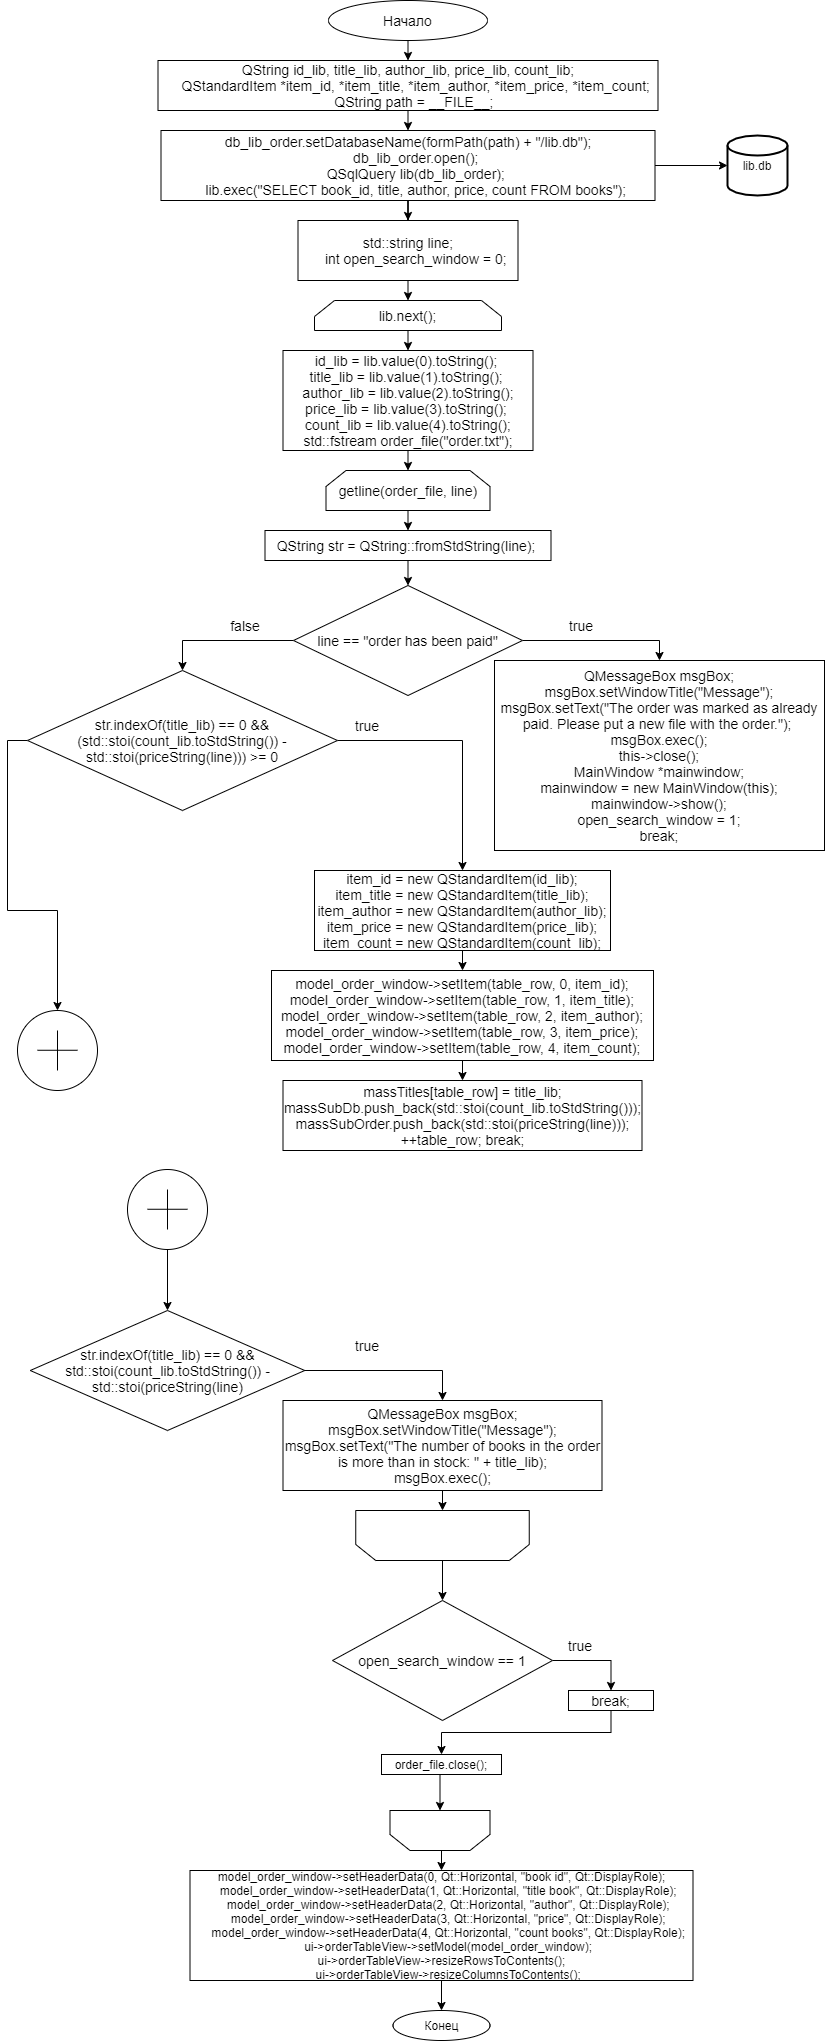 Начало
QString id_lib, title_lib, author_lib, price_lib, count_lib;
QStandardItem *item_id, *item_title, *item_author, *item_price, *item_count;
QString path = __FILE__;
db_lib_order.setDatabaseName(formPath(path) + "/lib.db");
db_lib_order.open();
QSqlQuery lib(db_lib_order);
lib.exec("SELECT book_id, title, author, price, count FROM books");
lib.db
std::string line;
int open_search_window = 0;
lib.next();
id_lib = lib.value(0).toString();
title_lib = lib.value(1).toString();
author_lib = lib.value(2).toString();
price_lib = lib.value(3).toString();
count_lib = lib.value(4).toString();
std::fstream order_file("order.txt");
getline(order_file, line)
QString str = QString::fromStdString(line);
line == "order has been paid"
false
true
QMessageBox msgBox;
msgBox.setWindowTitle("Message");
msgBox.setText("The order was marked as already
paid. Please put a new file with the order.");
msgBox.exec();
this->close();
MainWindow *mainwindow;
mainwindow = new MainWindow(this);
mainwindow->show();
open_search_window = 1;
break;
str.indexOf(title_lib) == 0 &&
(std::stoi(count_lib.toStdString()) -
std::stoi(priceString(line))) >= 0
true
item_id = new QStandardItem(id_lib);
item_title = new QStandardItem(title_lib);
item_author = new QStandardItem(author_lib);
item_price = new QStandardItem(price_lib);
item_count = new QStandardItem(count_lib);
model_order_window->setItem(table_row, 0, item_id);
model_order_window->setItem(table_row, 1, item_title);
model_order_window->setItem(table_row, 2, item_author);
model_order_window->setItem(table_row, 3, item_price);
model_order_window->setItem(table_row, 4, item_count);
massTitles[table_row] = title_lib;
massSubDb.push_back(std::stoi(count_lib.toStdString()));
massSubOrder.push_back(std::stoi(priceString(line)));
++table_row; break;
str.indexOf(title_lib) == 0 &&
std::stoi(count_lib.toStdString()) -
std::stoi(priceString(line)
true
QMessageBox msgBox;
msgBox.setWindowTitle("Message");
msgBox.setText("The number of books in the order
is more than in stock: " + title_lib);
msgBox.exec();
open_search_window == 1
true
break;
order_file.close();
model_order_window->setHeaderData(0, Qt::Horizontal, "book id", Qt::DisplayRole);
model_order_window->setHeaderData(1, Qt::Horizontal, "title book", Qt::DisplayRole);
model_order_window->setHeaderData(2, Qt::Horizontal, "author", Qt::DisplayRole);
model_order_window->setHeaderData(3, Qt::Horizontal, "price", Qt::DisplayRole);
model_order_window->setHeaderData(4, Qt::Horizontal, "count books", Qt::DisplayRole);
ui->orderTableView->setModel(model_order_window);
ui->orderTableView->resizeRowsToContents();
ui->orderTableView->resizeColumnsToContents();
Конец